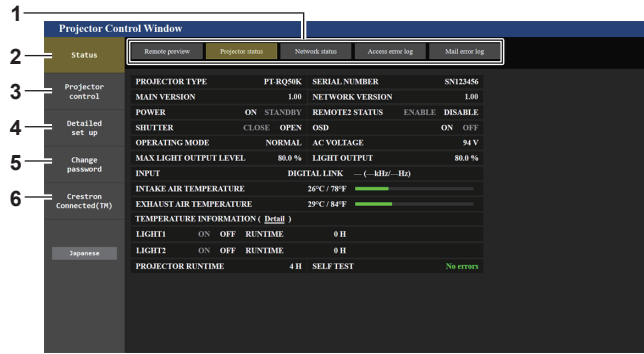 1
Projector Control Window
2
Status
Remote preview
Projector status
Network status
Access error log
Mail error log
3
Projector
control
4
Detailed
set up
5
Change
password
6
Crestron
Connected(TM)
Japanese
PROJECTOR TYPE PT-RQ50K SERIAL NUMBER SN123456
MAIN VERSION 1.00 NETWORK VERSION 1.00
POWER ON STANDBY REMOTE2 STATUS ENABLE DISABLE
SHUTTER CLOSE OPEN OSD ON OFF
OPERATING MODE NORMAL AC VOLTAGE 94 V
MAX LIGHT OUTPUT LEVEL 80.0 % LIGHT OUTPUT 80.0 %
INPUT DIGITAL LINK —(—kHz/—Hz)
INTAKE AIR TEMPERATURE 26°C / 78°F
EXHAUST AIR TEMPERATURE 29°C / 84°F
TEMPERATURE INFORMATION ( Detail )
LIGHT1 ON OFF RUNTIME 0 H
LIGHT2 ON OFF RUNTIME 0 H
PROJECTOR RUNTIME 4 H SELF TEST No errors